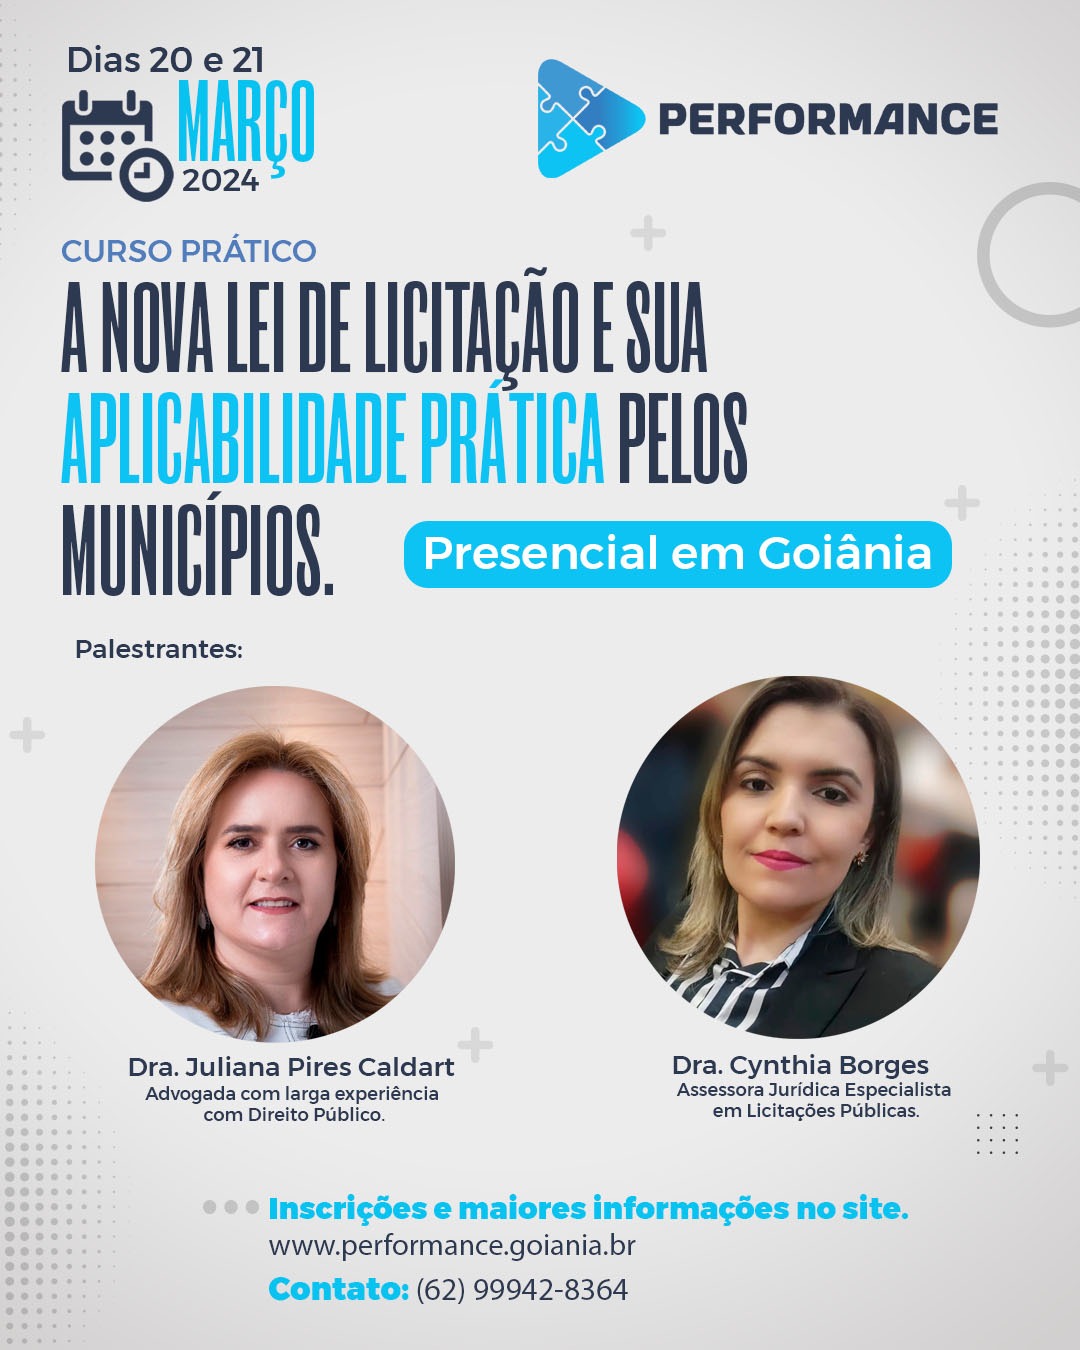 Dias 20 e 21
MARÇO
2024
PERFORMANCE
CURSO PRÁTICO
A NOVA LEI DE LICITAÇÃO E SUA
APLICABILIDADE PRÁTICA PELOS
MUNICÍPIOS.
Presencial em Goiânia
Palestrantes:
Dra. Juliana Pires Caldart
Advogada com larga experiência
com Direito Público.
Dra. Cynthia Borges
Assessora Jurídica Especialista
em Licitações Públicas.
Inscrições e maiores informações no site.
www.performance.goiania.br
Contato: (62) 99942-8364